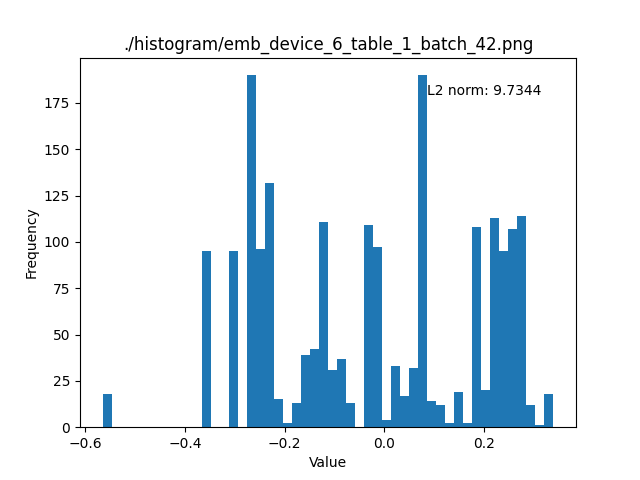 ./histogram/emb_device_6_table_1_batch_42.png
L2 norm: 9.7344
175
150
125
100
75
50
25
0
Frequency
−0.6 −0.4 −0.2 0.0 0.2
Value